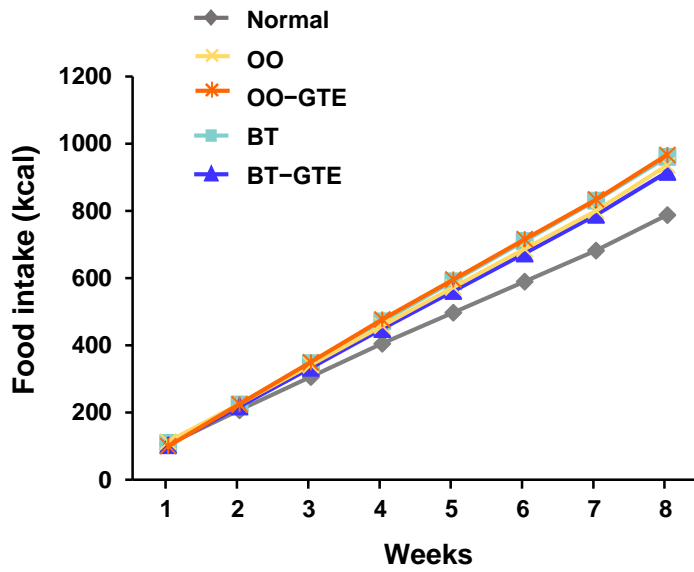 Normal
OO
OO−GTE
BT
BT−GTE
1200
1000
800
600
400
200
0
Food intake (kcal)
1 2 3 4 5 6 7 8
Weeks